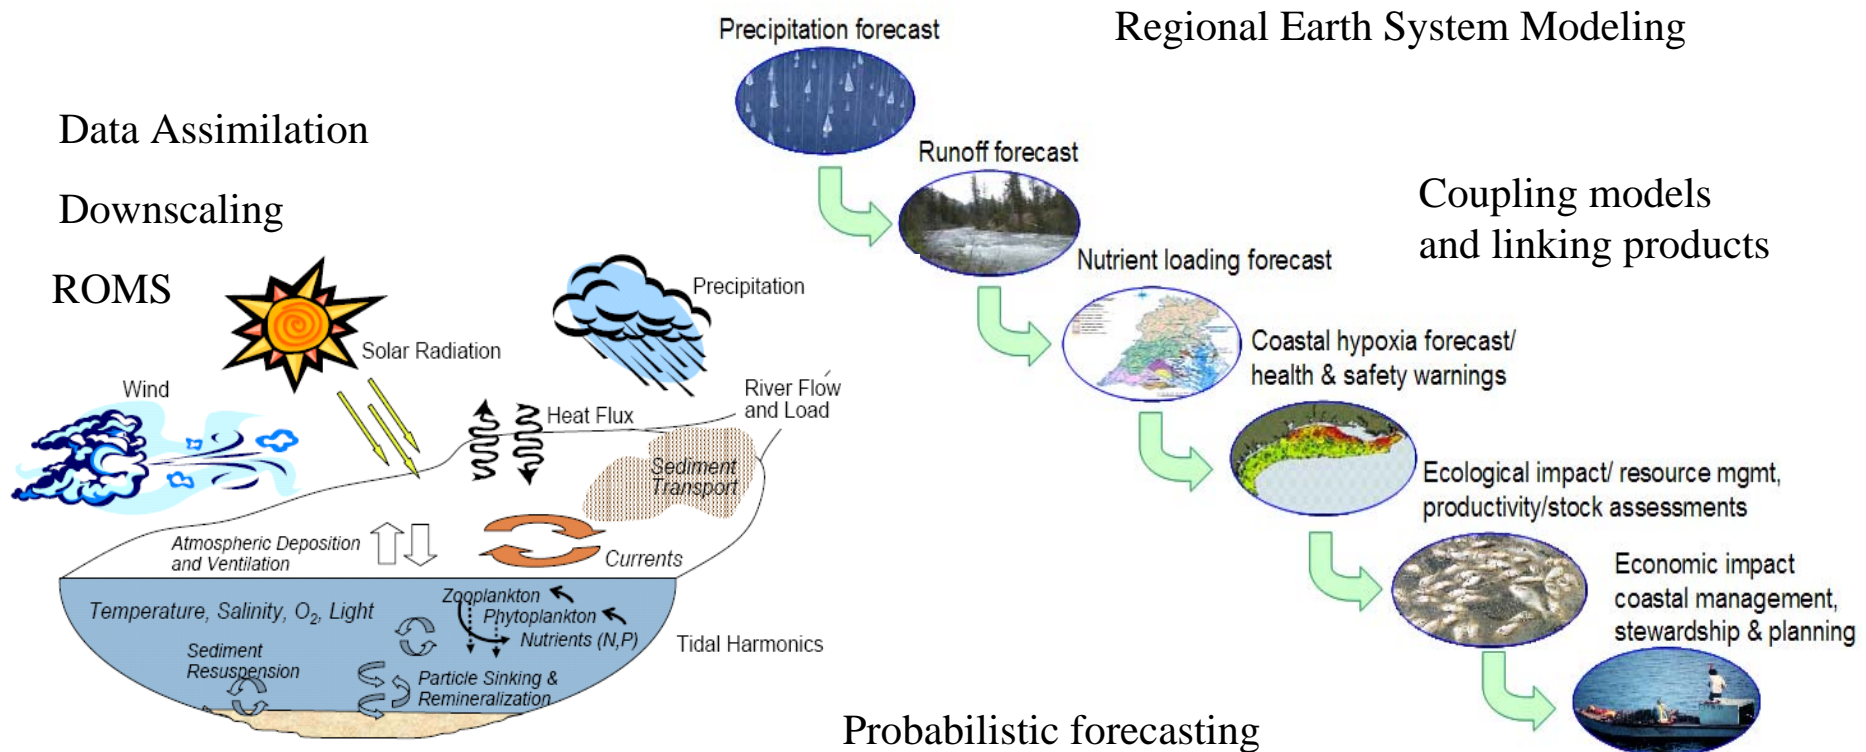 Regional Earth System Modeling
Precipitation forecast
Data Assimilation
Runoff forecast
Downscaling
Coupling models
and linking products
Nutrient loading forecast
ROMS
Precipitation
Solar Radiation
Coastal hypoxia forecast/
health & safety warnings
Wind
River Flow
and Load
Heat Flux
Sediment
Transport
Ecological impact/ resource mgmt,
productivity/stock assessments
Atmospheric Deposition
and Ventilation
Currents
Economic impact
coastal management,
stewardship & planning
Temperature, Salinity, O₂, Light
Zooplankton
Phytoplankton
Nutrients (N,P)
Tidal Harmonics
Sediment
Resuspension
Particle Sinking &
Remineralization
Probabilistic forecasting